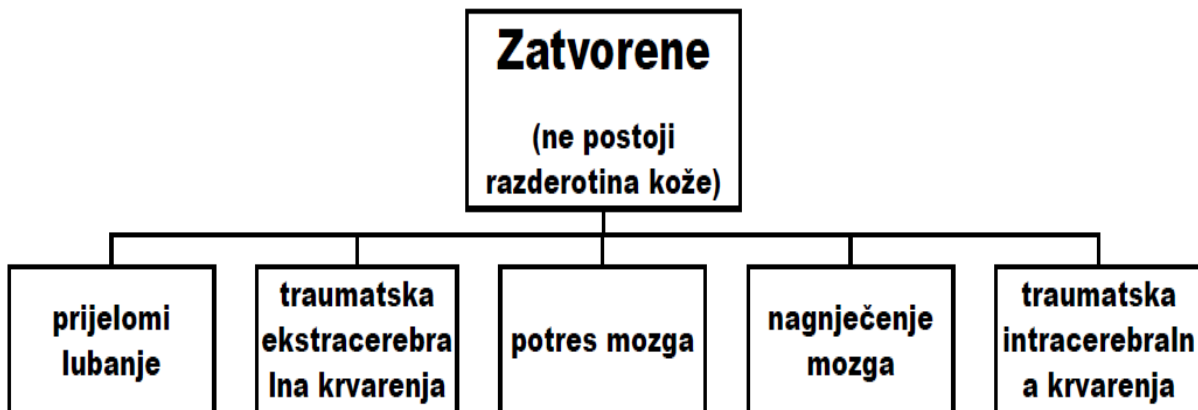 Zatvorene
(ne postoji
razderotina kože)
prijelomi
lubanje
traumatska
ekstracerebra
lna krvarenja
potres mozga
nagnječenje
mozga
traumatska
intracerebraln
a krvarenja